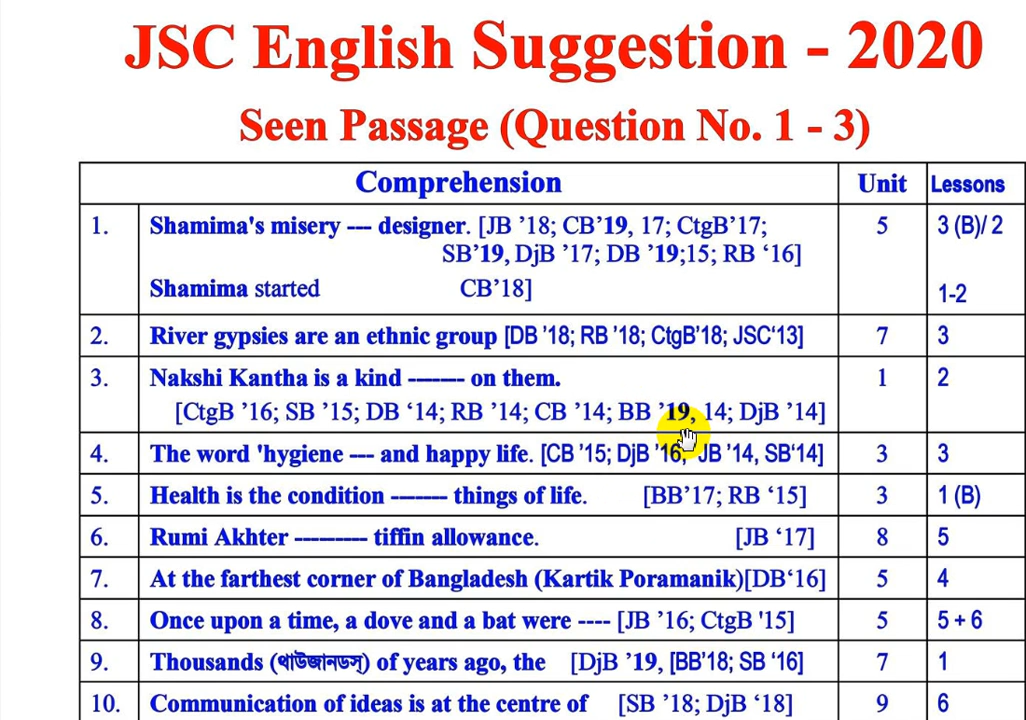 JSC English Suggestion - 2020
Seen Passage (Question No. 1 - 3)
Comprehension Unit Lessons
1. Shamima's misery --- designer. [JB ’18; CB’19, 17; CtgB’17; 5 3 (B)/ 2
SB’19, DjB ’17; DB ’19;15; RB ’16]
Shamima started CB’18] 1-2
2. River gypsies are an ethnic group [DB ’18; RB ’18; CtgB’18; JSC‘13] 7 3
3. Nakshi Kantha is a kind ------- on them. 1 2
[CtgB ’16; SB ’15; DB ‘14; RB ’14; CB ’14; BB ’19, 14; DjB ’14]
4. The word 'hygiene --- and happy life. [CB ’15; DjB ’16, JB ’14, SB‘14] 3 3
5. Health is the condition ------- things of life. [BB’17; RB ‘15] 3 1 (B)
6. Rumi Akhter --------- tiffin allowance. [JB ‘17] 8 5
7. At the farthest corner of Bangladesh (Kartik Poramanik)[DB‘16] 5 4
8. Once upon a time, a dove and a bat were ---- [JB ’16; CtgB '15] 5 5 + 6
9. Thousands (থাউজানডস্) of years ago, the [DjB ’19, [BB’18; SB ‘16] 7 1
10. Communication of ideas is at the centre of [SB ’18; DjB ‘18] 9 6